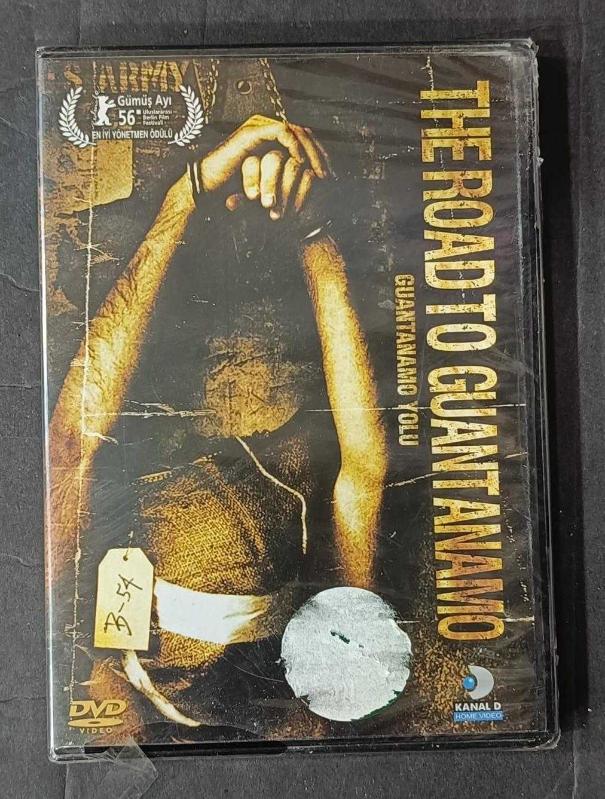 S ARMY
Gümüş Ayı
56. Uluslararası
Berlin Film
Festivali
EN İYİ YÖNETMEN ÖDÜLÜ
THE ROAD TO GUANTANAMO
GUANTANAMO YOLU
B-54
DVD
VIDEO
KANAL D
HOME VIDEO